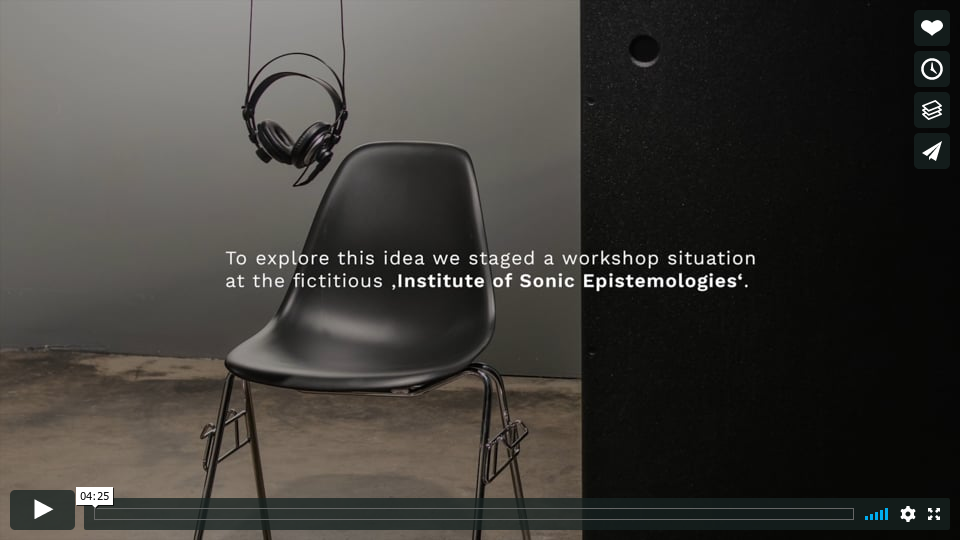 To explore this idea we staged a workshop situation
at the fictitious ‚Institute of Sonic Epistemologies‘.
04:25